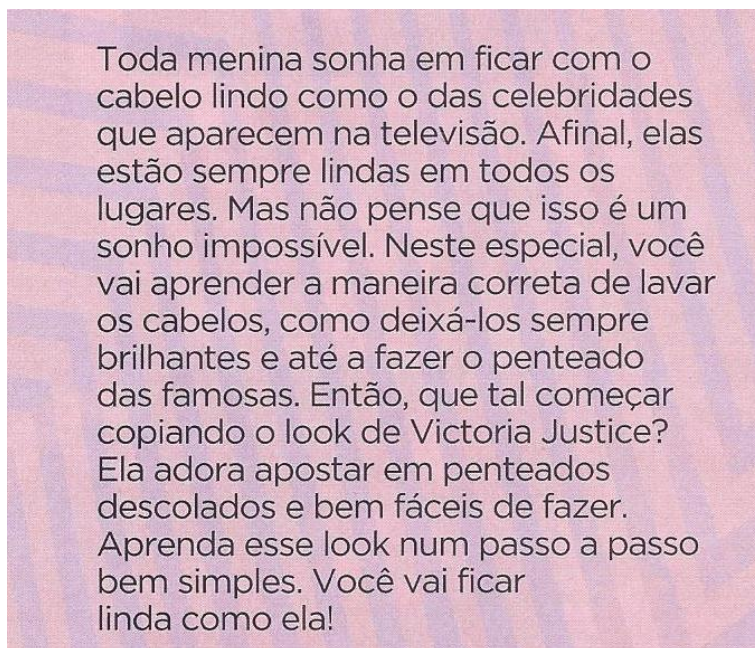 Toda menina sonha em ficar com o
cabelo lindo como o das celebridades
que aparecem na televisão. Afinal, elas
estão sempre lindas em todos os
lugares. Mas não pense que isso é um
sonho impossível. Neste especial, você
vai aprender a maneira correta de lavar
os cabelos, como deixá-los sempre
brilhantes e até a fazer o penteado
das famosas. Então, que tal começar
copiando o look de Victoria Justice?
Ela adora apostar em penteados
descolados e bem fáceis de fazer.
Aprenda esse look num passo a passo
bem simples. Você vai ficar
linda como ela!